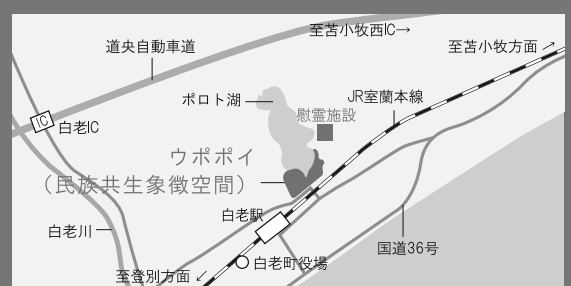 至苫小牧西IC→
道央自動車道
至苫小牧方面↗
ポロト湖
JR室蘭本線
慰霊施設
IC
白老IC
ウポポイ
（民族共生象徴空間）
白老駅
白老川
国道36号
白老町役場
至登別方面↙